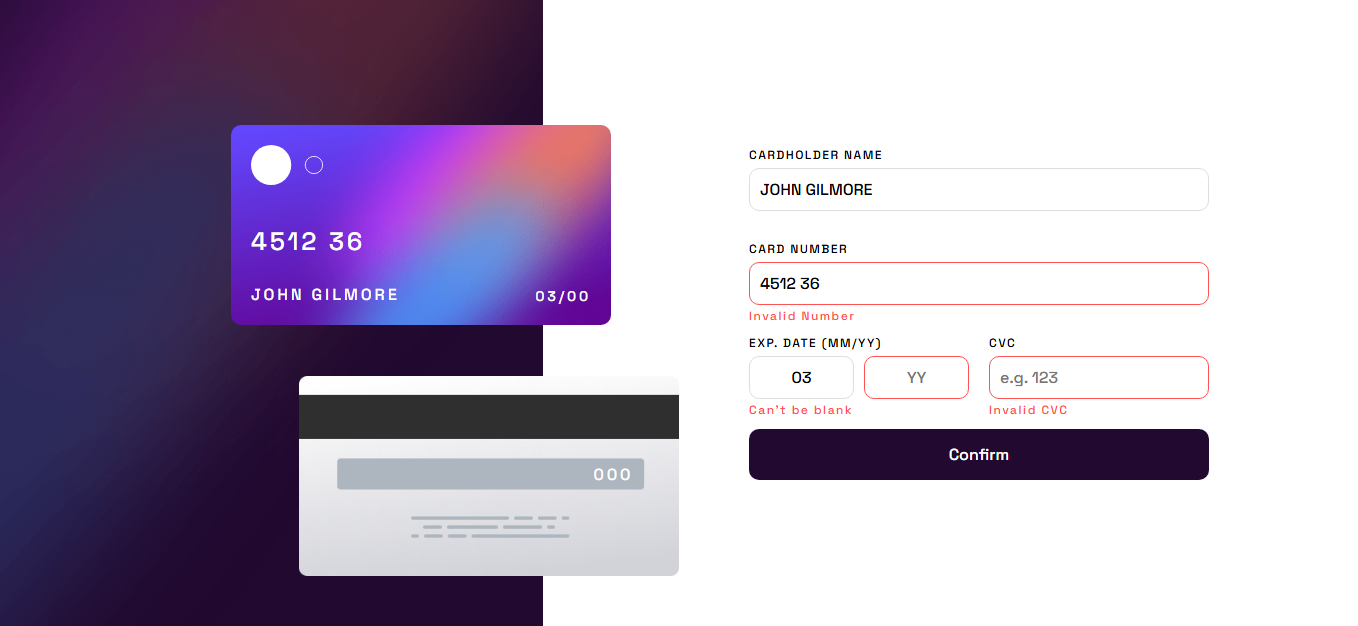 4512 36
JOHN GILMORE
03/00
000
CARDHOLDER NAME
JOHN GILMORE
CARD NUMBER
4512 36
Invalid Number
EXP. DATE (MM/YY)
CVC
03
YY
e.g. 123
Can't be blank
Invalid CVC
Confirm